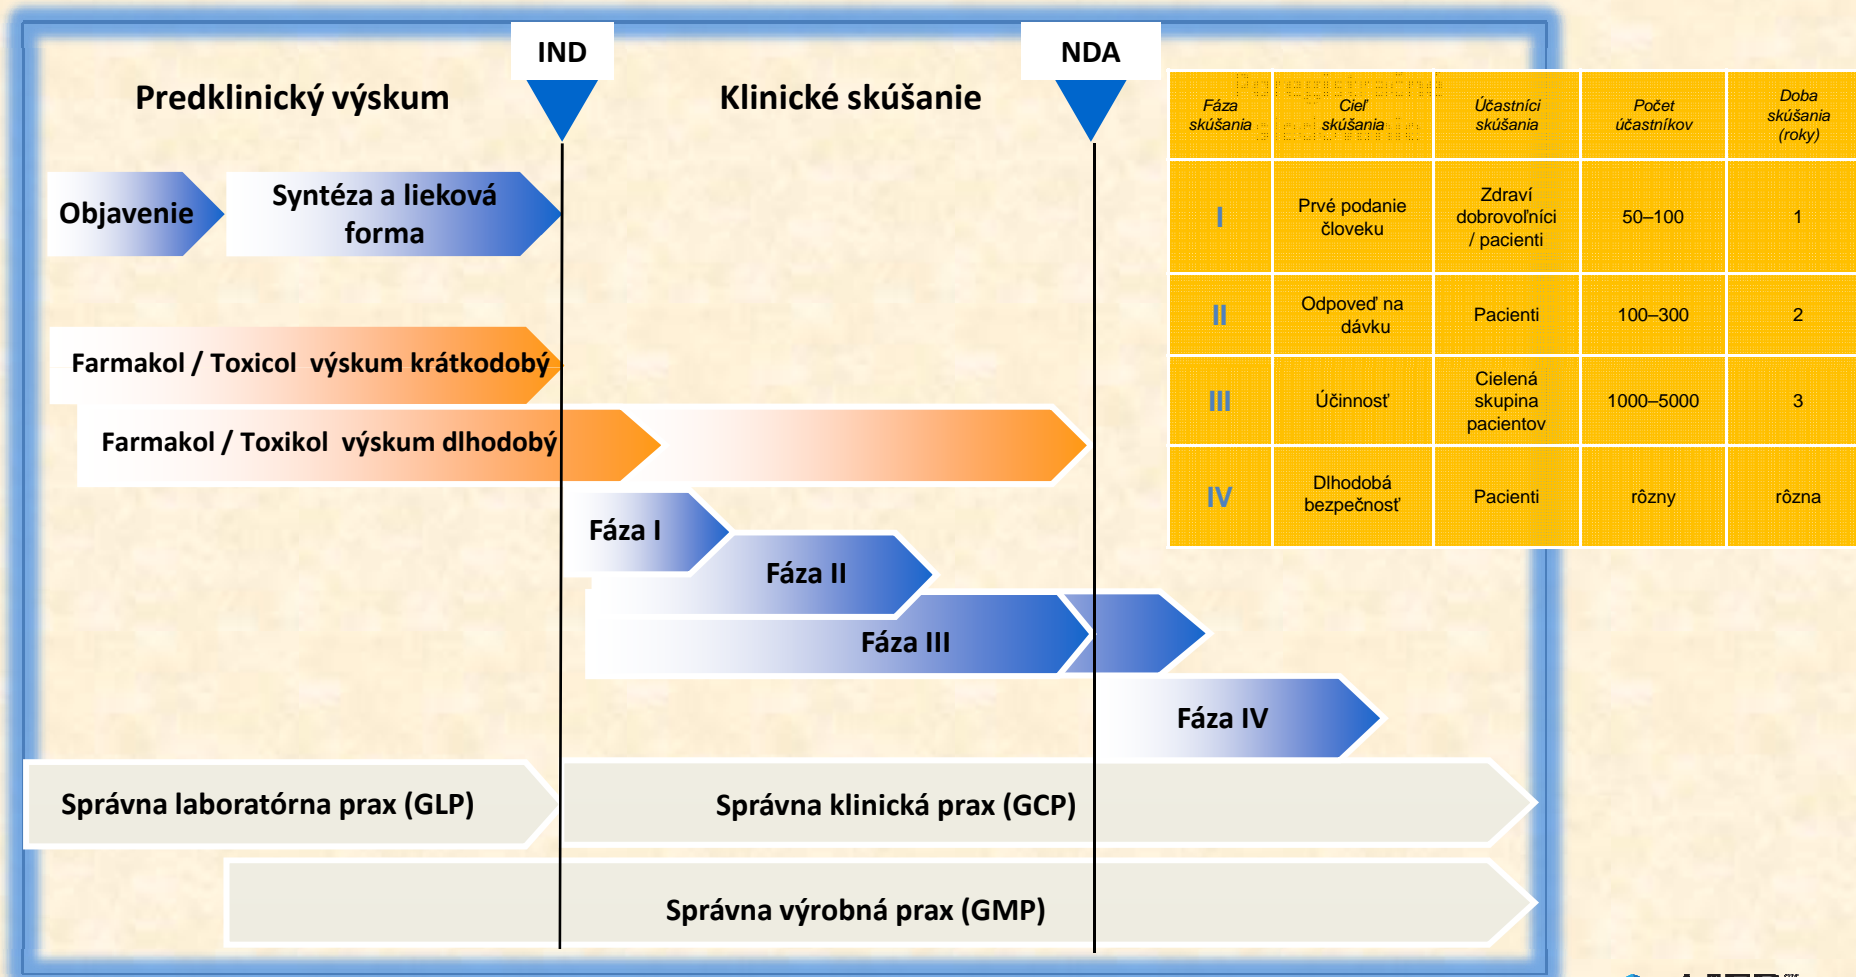 IND
NDA
Predklinický výskum
Klinické skúšanie
Objavenie
Syntéza a lieková
forma
Farmakol / Toxicol výskum krátkodobý
Farmakol / Toxikol výskum dlhodobý
Fáza I
Fáza II
Fáza III
Fáza IV
Správna laboratórna prax (GLP)
Správna klinická prax (GCP)
Správna výrobná prax (GMP)
Fáza
skúšania
Cieľ
skúšania
Účastníci
skúšania
Počet
účastníkov
Doba
skúšania
(roky)
I
Prvé podanie
človeku
Zdraví
dobrovoľníci
/ pacienti
50–100
1
II
Odpoveď na
dávku
Pacienti
100–300
2
III
Účinnosť
Cielená
skupina
pacientov
1000–5000
3
IV
Dlhodobá
bezpečnosť
Pacienti
rôzny
rôzna